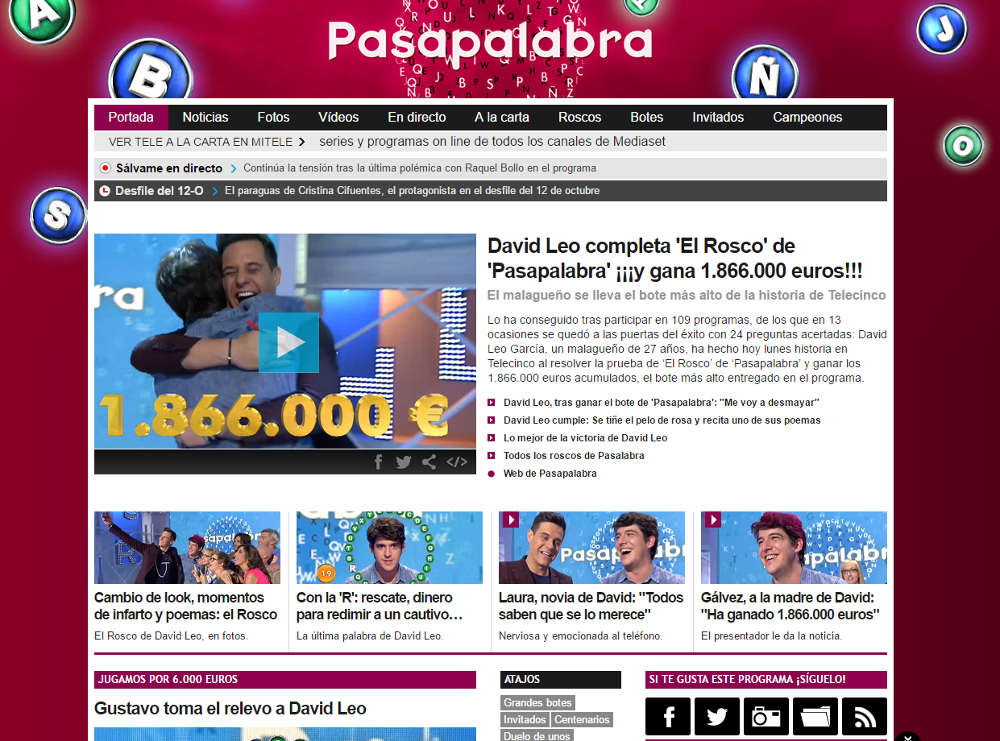 Pasapalabra
A
B
S
Ñ
J
O
Portada Noticias Fotos Vídeos En directo A la carta Roscos Botes Invitados Campeones
VER TELE A LA CARTA EN MITELE series y programas on line de todos los canales de Mediaset
Sálvame en directo Continúa la tensión tras la última polémica con Raquel Bollo en el programa
Desfile del 12-O El paraguas de Cristina Cifuentes, el protagonista en el desfile del 12 de octubre
ra
1.866.000 €
</>
David Leo completa 'El Rosco' de
'Pasapalabra' ¡¡¡y gana 1.866.000 euros!!!
El malagueño se lleva el bote más alto de la historia de Telecinco
Lo ha conseguido tras participar en 109 programas, de los que en 13
ocasiones se quedó a las puertas del éxito con 24 preguntas acertadas: David
Leo García, un malagueño de 27 años, ha hecho hoy lunes historia en
Telecinco al resolver la prueba de ‘El Rosco’ de ‘Pasapalabra’ y ganar los
1.866.000 euros acumulados, el bote más alto entregado en el programa.
David Leo, tras ganar el bote de 'Pasapalabra': "Me voy a desmayar"
David Leo cumple: Se tiñe el pelo de rosa y recita uno de sus poemas
Lo mejor de la victoria de David Leo
Todos los roscos de Pasalabra
Web de Pasapalabra
19
Cambio de look, momentos
de infarto y poemas: el Rosco
El Rosco de David Leo, en fotos.
Con la 'R': rescate, dinero
para redimir a un cautivo…
La última palabra de David Leo.
Laura, novia de David: "Todos
saben que se lo merece"
Nerviosa y emocionada al teléfono.
Gálvez, a la madre de David:
"Ha ganado 1.866.000 euros"
El presentador le da la noticia.
JUGAMOS POR 6.000 EUROS
Gustavo toma el relevo a David Leo
ATAJOS
Grandes botes
Invitados Centenarios
Duelo de unos
SI TE GUSTA ESTE PROGRAMA ¡SÍGUELO!